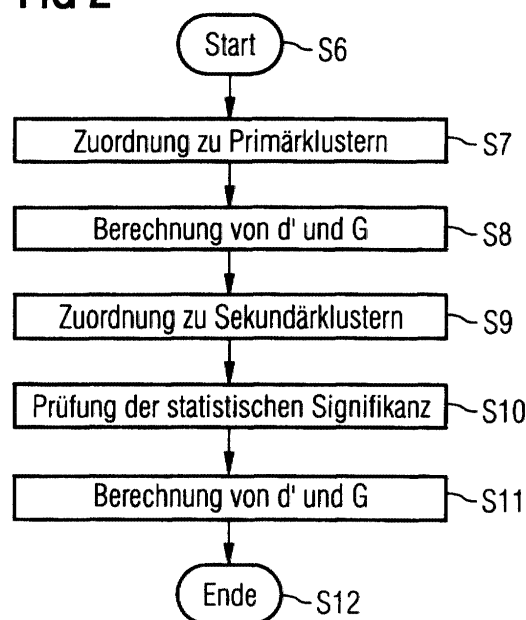 FIG 2
Start S6
Zuordnung zu Primärklustern S7
Berechnung von d' und G S8
Zuordnung zu Sekundärklustern S9
Prüfung der statistischen Signifikanz S10
Berechnung von d' und G S11
Ende S12